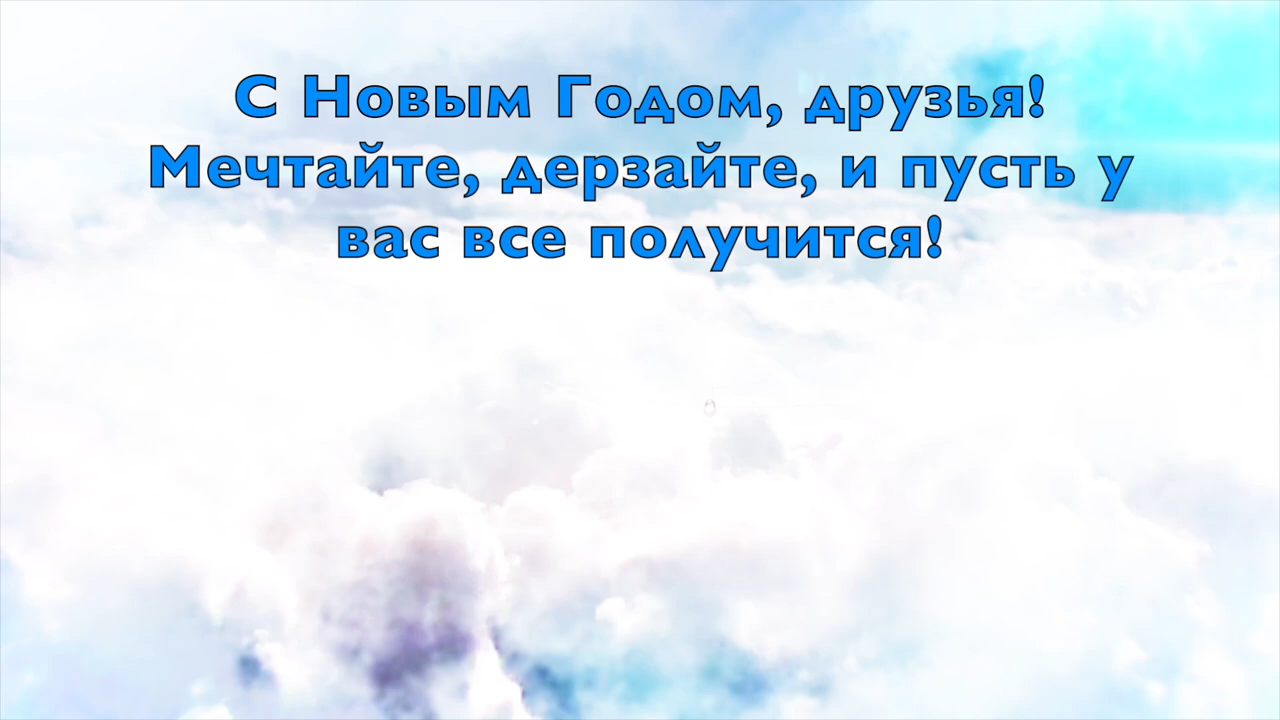 С Новым Годом, друзья!
Мечтайте, дерзайте, и пусть у
вас все получится!